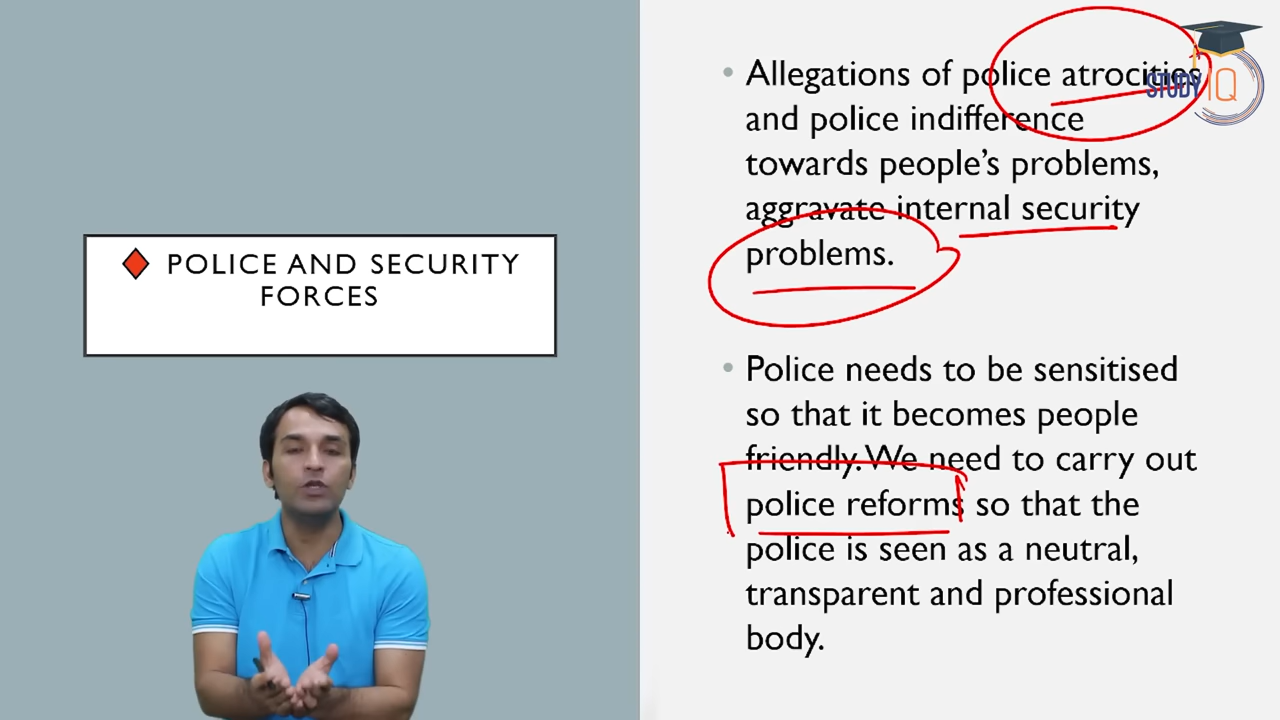 POLICE AND SECURITY
FORCES
Allegations of police atrocities
and police indifference
towards people's problems,
aggravate internal security
problems.
Police needs to be sensitised
so that it becomes people
friendly. We need to carry out
police reforms so that the
police is seen as a neutral,
transparent and professional
body.
STUDY IQ